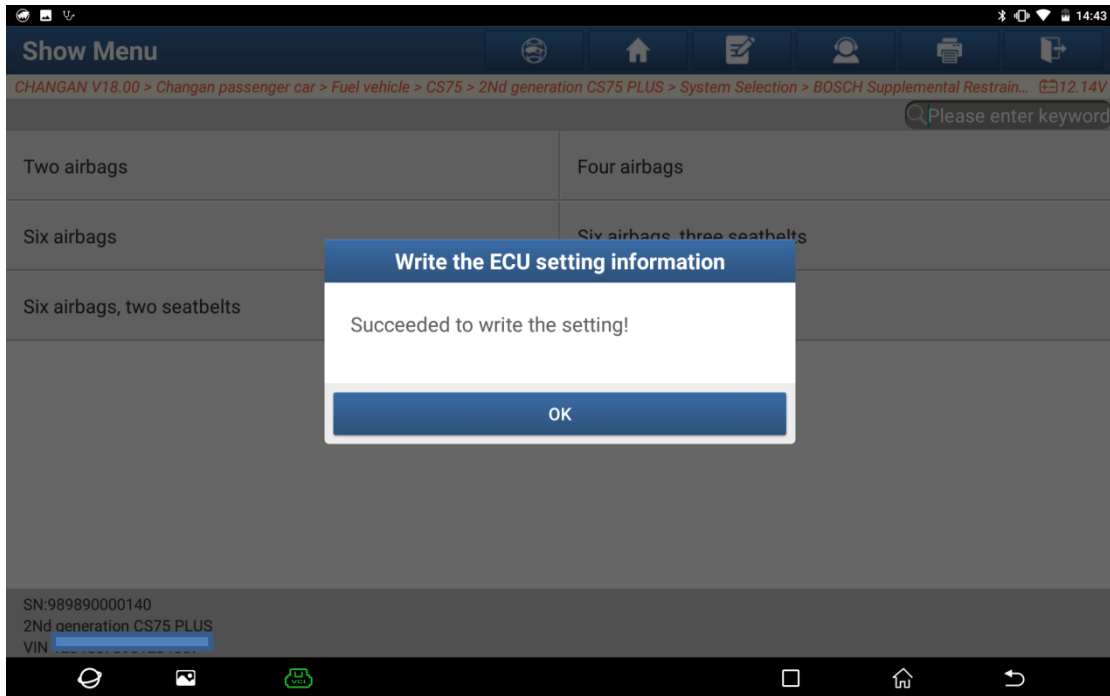 14:43
Show Menu
CHANGAN V18.00 > Changan passenger car > Fuel vehicle > CS75 > 2Nd generation CS75 PLUS > System Selection > BOSCH Supplemental Restrain... 12.14V
Please enter keyword
Two airbags
Four airbags
Six airbags
Six airbags, three seatbelts
Six airbags, two seatbelts
Write the ECU setting information
Succeeded to write the setting!
OK
SN:989890000140
2Nd generation CS75 PLUS
VIN
VCI